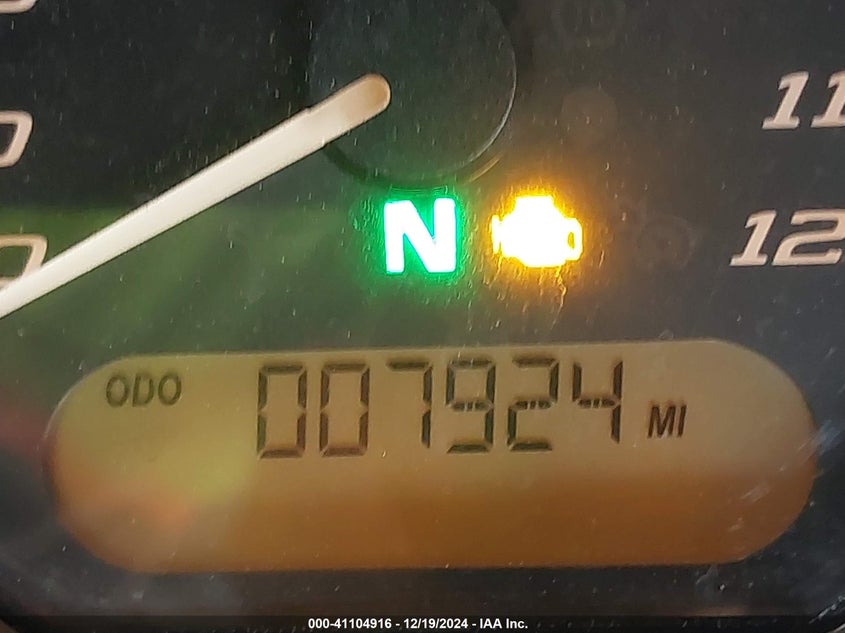 11
N
12
ODO 007924 MI
000-41104916 - 12/19/2024 - IAA Inc.